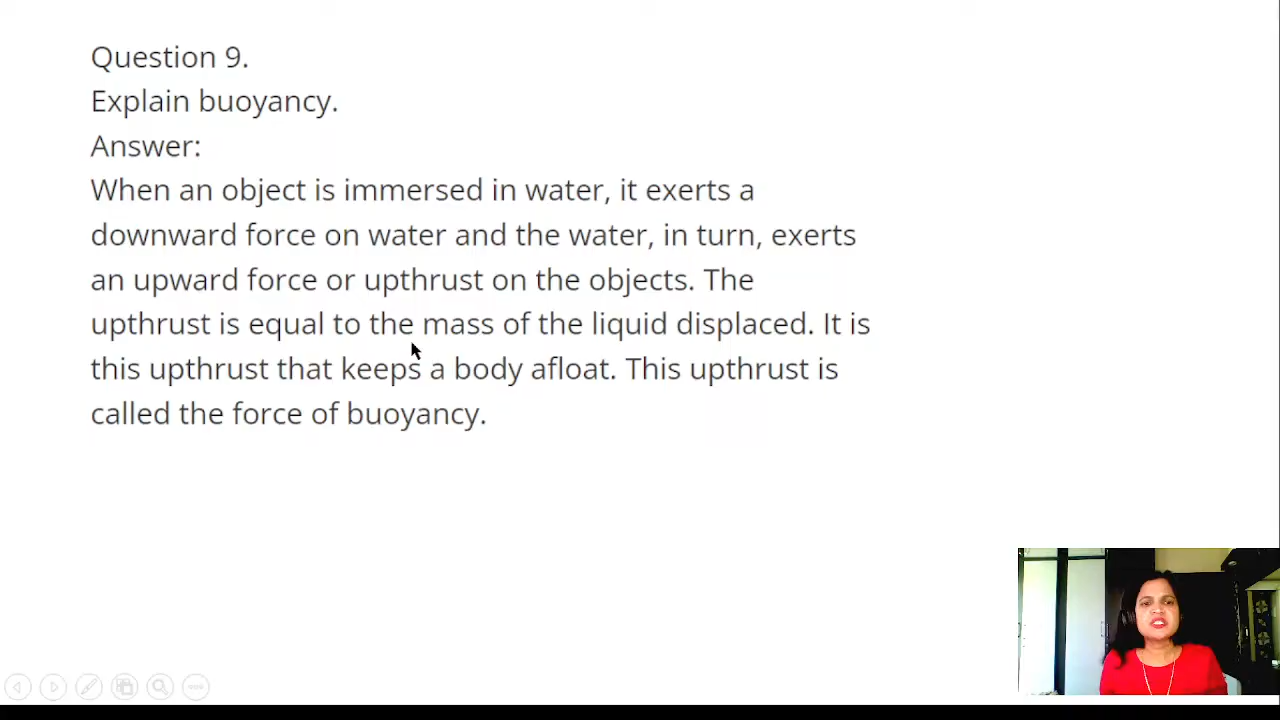 Question 9.
Explain buoyancy.
Answer:
When an object is immersed in water, it exerts a
downward force on water and the water, in turn, exerts
an upward force or upthrust on the objects. The
upthrust is equal to the mass of the liquid displaced. It is
this upthrust that keeps a body afloat. This upthrust is
called the force of buoyancy.